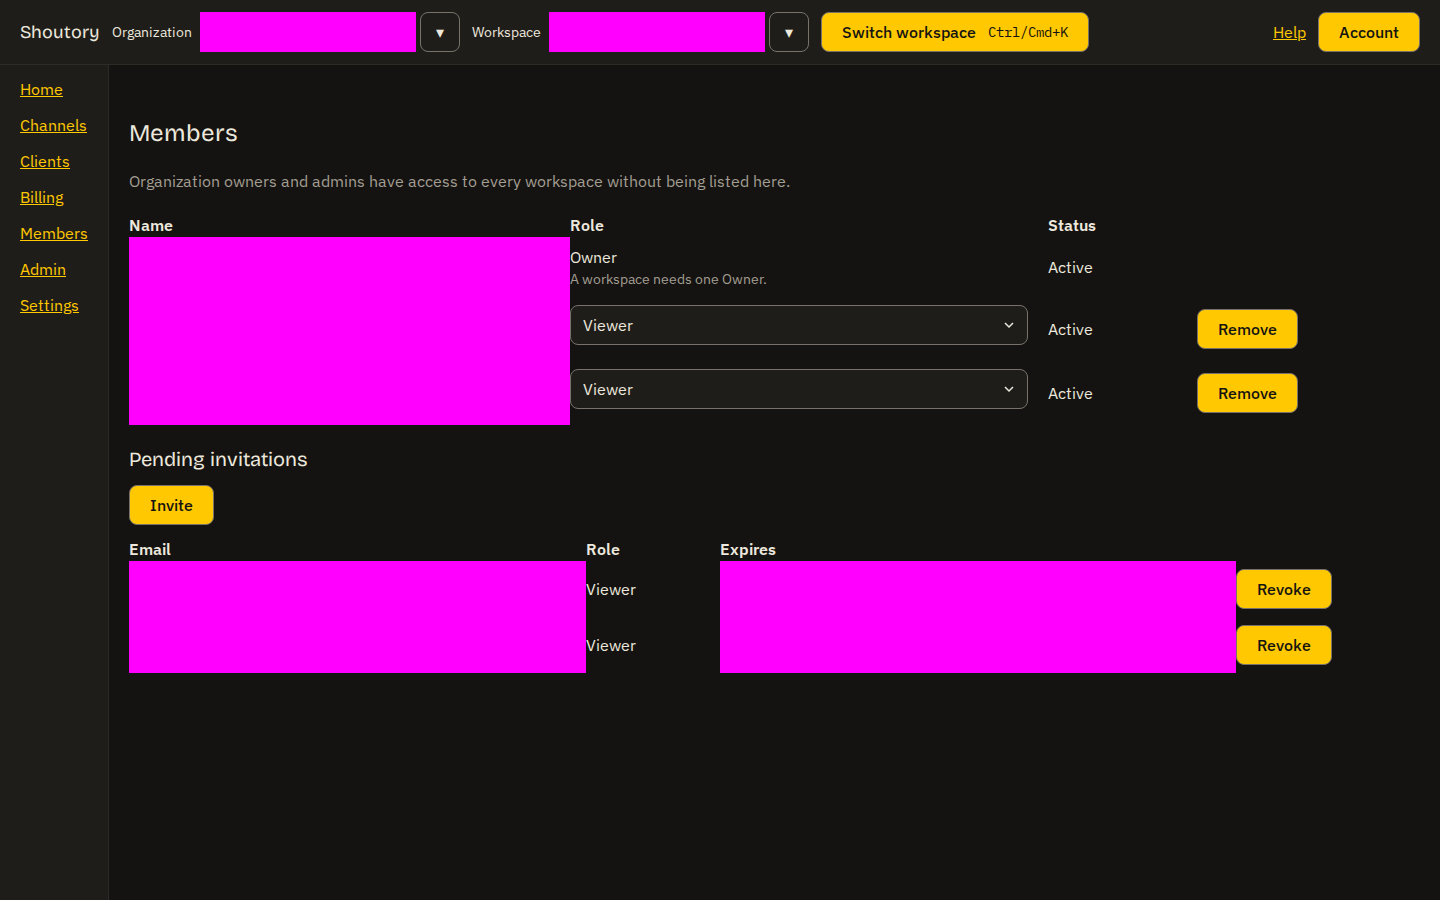 Shoutory Organization ▼ Workspace ▼ Switch workspace Ctrl/Cmd+K Help Account
Home
Channels
Clients
Billing
Members
Admin
Settings
Members
Organization owners and admins have access to every workspace without being listed here.
Name Role Status
Owner
A workspace needs one Owner.
Active
Viewer Active Remove
Viewer Active Remove
Pending invitations
Invite
Email Role Expires
Viewer Revoke
Viewer Revoke